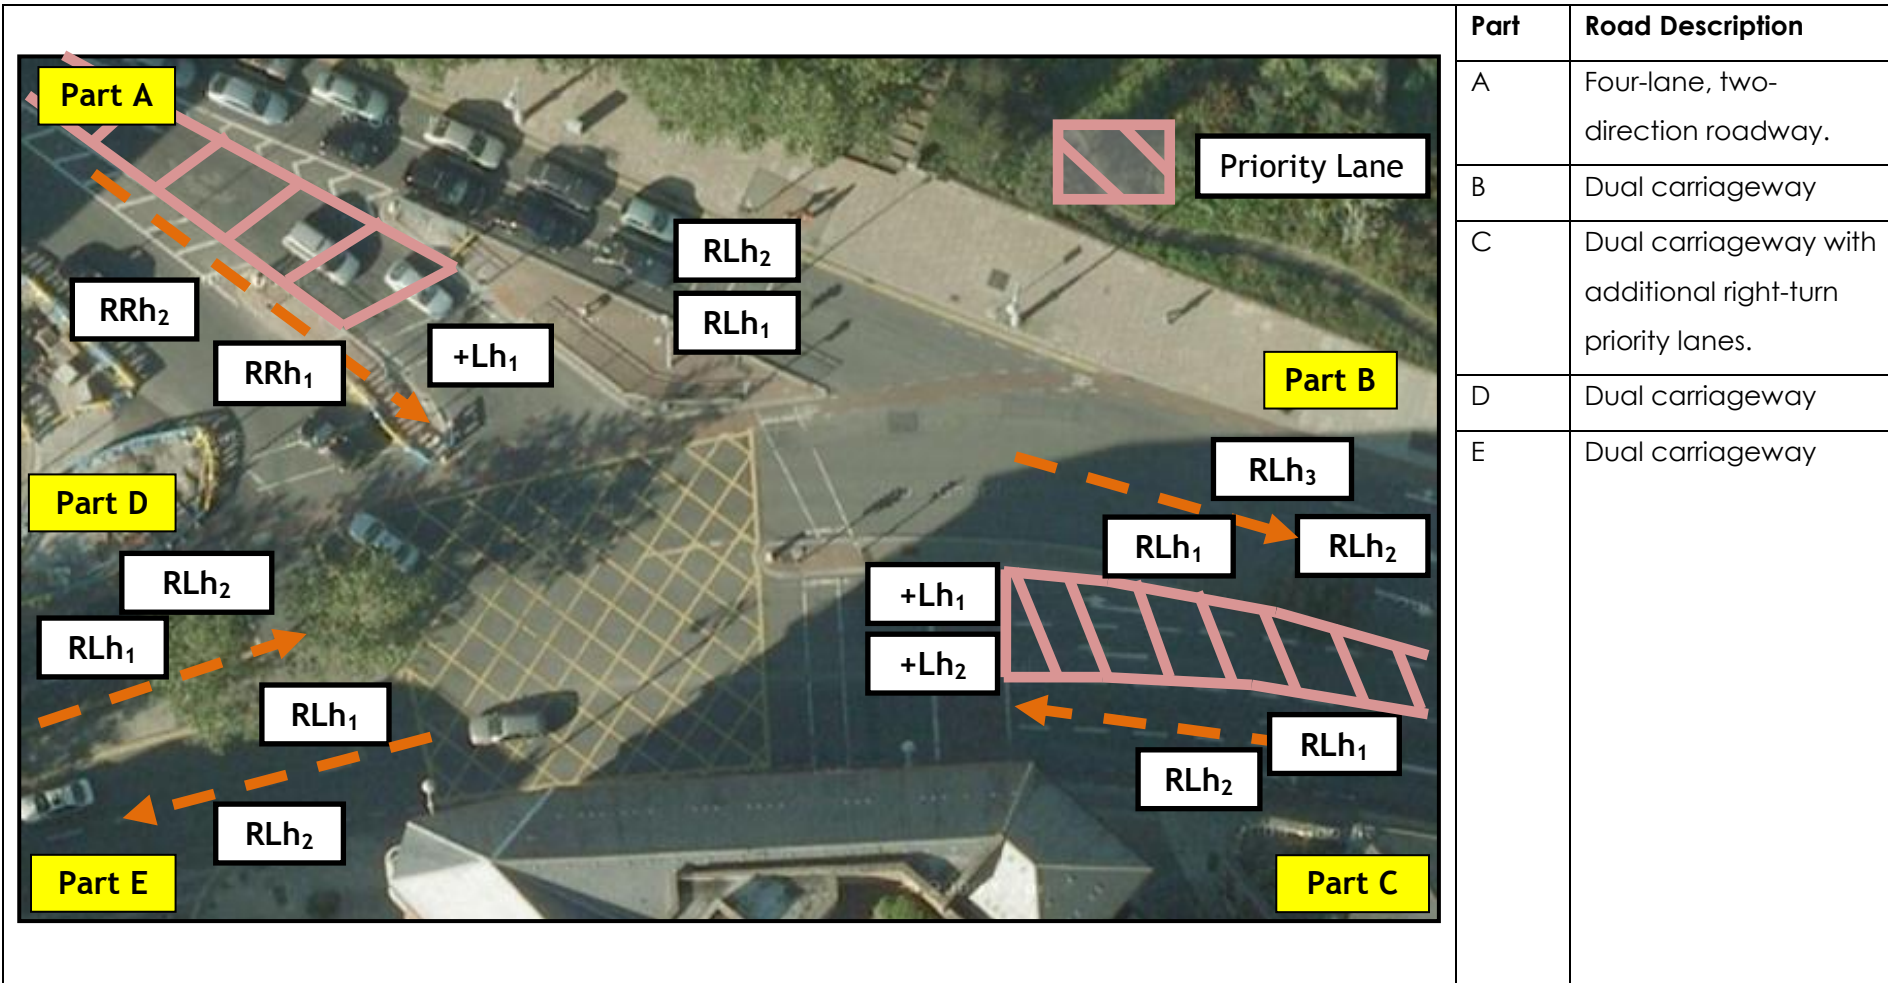 Part Road Description
A Four-lane, two-
direction roadway.
B Dual carriageway
C Dual carriageway with
additional right-turn
priority lanes.
D Dual carriageway
E Dual carriageway
Part A
Priority Lane
RLh₂
RLh₁
RRh₂
RRh₁
+Lh₁
Part B
RLh₃
RLh₁
RLh₂
Part D
RLh₂
RLh₁
+Lh₁
+Lh₂
RLh₁
RLh₁
RLh₂
RLh₂
Part E
Part C